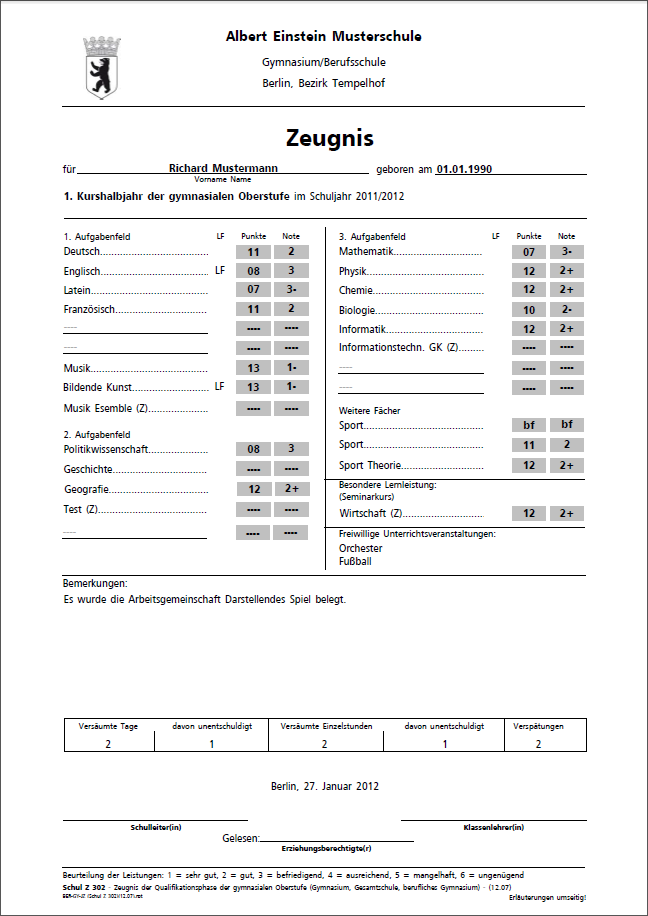 Albert Einstein Musterschule
Gymnasium/Berufsschule
Berlin, Bezirk Tempelhof
Zeugnis
für Richard Mustermann geboren am 01.01.1990
Vorname Name
1. Kurshalbjahr der gymnasialen Oberstufe im Schuljahr 2011/2012
1. Aufgabenfeld LF Punkte Note
Deutsch.......................................... 11 2
Englisch.......................................... LF 08 3
Latein.......................................... 07 3-
Französisch.................................. 11 2
---- ---- ----
---- ---- ----
Musik.......................................... 13 1-
Bildende Kunst............................ LF 13 1-
Musik Esemble (Z)....................... ---- ----
2. Aufgabenfeld
Politikwissenschaft....................... 08 3
Geschichte.................................... ---- ----
Geografie...................................... 12 2+
Test (Z).......................................... ---- ----
---- ---- ----
3. Aufgabenfeld LF Punkte Note
Mathematik.................................. 07 3-
Physik............................................ 12 2+
Chemie.......................................... 12 2+
Biologie.......................................... 10 2-
Informatik...................................... 12 2+
Informationstechn. GK (Z)......... ---- ----
---- ---- ----
---- ---- ----
Weitere Fächer
Sport.............................................. bf bf
Sport.............................................. 11 2
Sport Theorie................................ 12 2+
Besondere Lernleistung:
(Seminarkurs)
Wirtschaft (Z)................................ 12 2+
Freiwillige Unterrichtsveranstaltungen:
Orchester
Fußball
Bemerkungen:
Es wurde die Arbeitsgemeinschaft Darstellendes Spiel belegt.
Versäumte Tage davon unentschuldigt Versäumte Einzelstunden davon unentschuldigt Verspätungen
2 1 2 1 2
Berlin, 27. Januar 2012
Schulleiter(in) Klassenlehrer(in)
Gelesen:
Erziehungsberechtigte(r)
Beurteilung der Leistungen: 1 = sehr gut, 2 = gut, 3 = befriedigend, 4 = ausreichend, 5 = mangelhaft, 6 = ungenügend
Schul Z 302 - Zeugnis der Qualifikationsphase der gymnasialen Oberstufe (Gymnasium, Gesamtschule, berufliches Gymnasium) - (12.07)
(Schul Z 302)(12.07).rpt Erläuterungen umseitig!